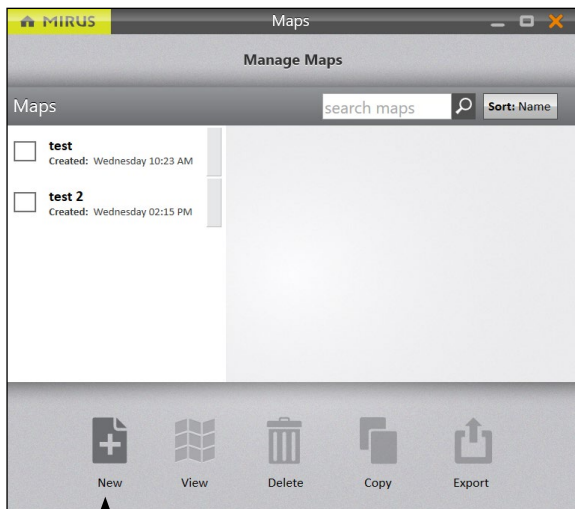 MIRUS Maps
Manage Maps
Maps search maps Sort: Name
test
Created: Wednesday 10:23 AM
test 2
Created: Wednesday 02:15 PM
New View Delete Copy Export